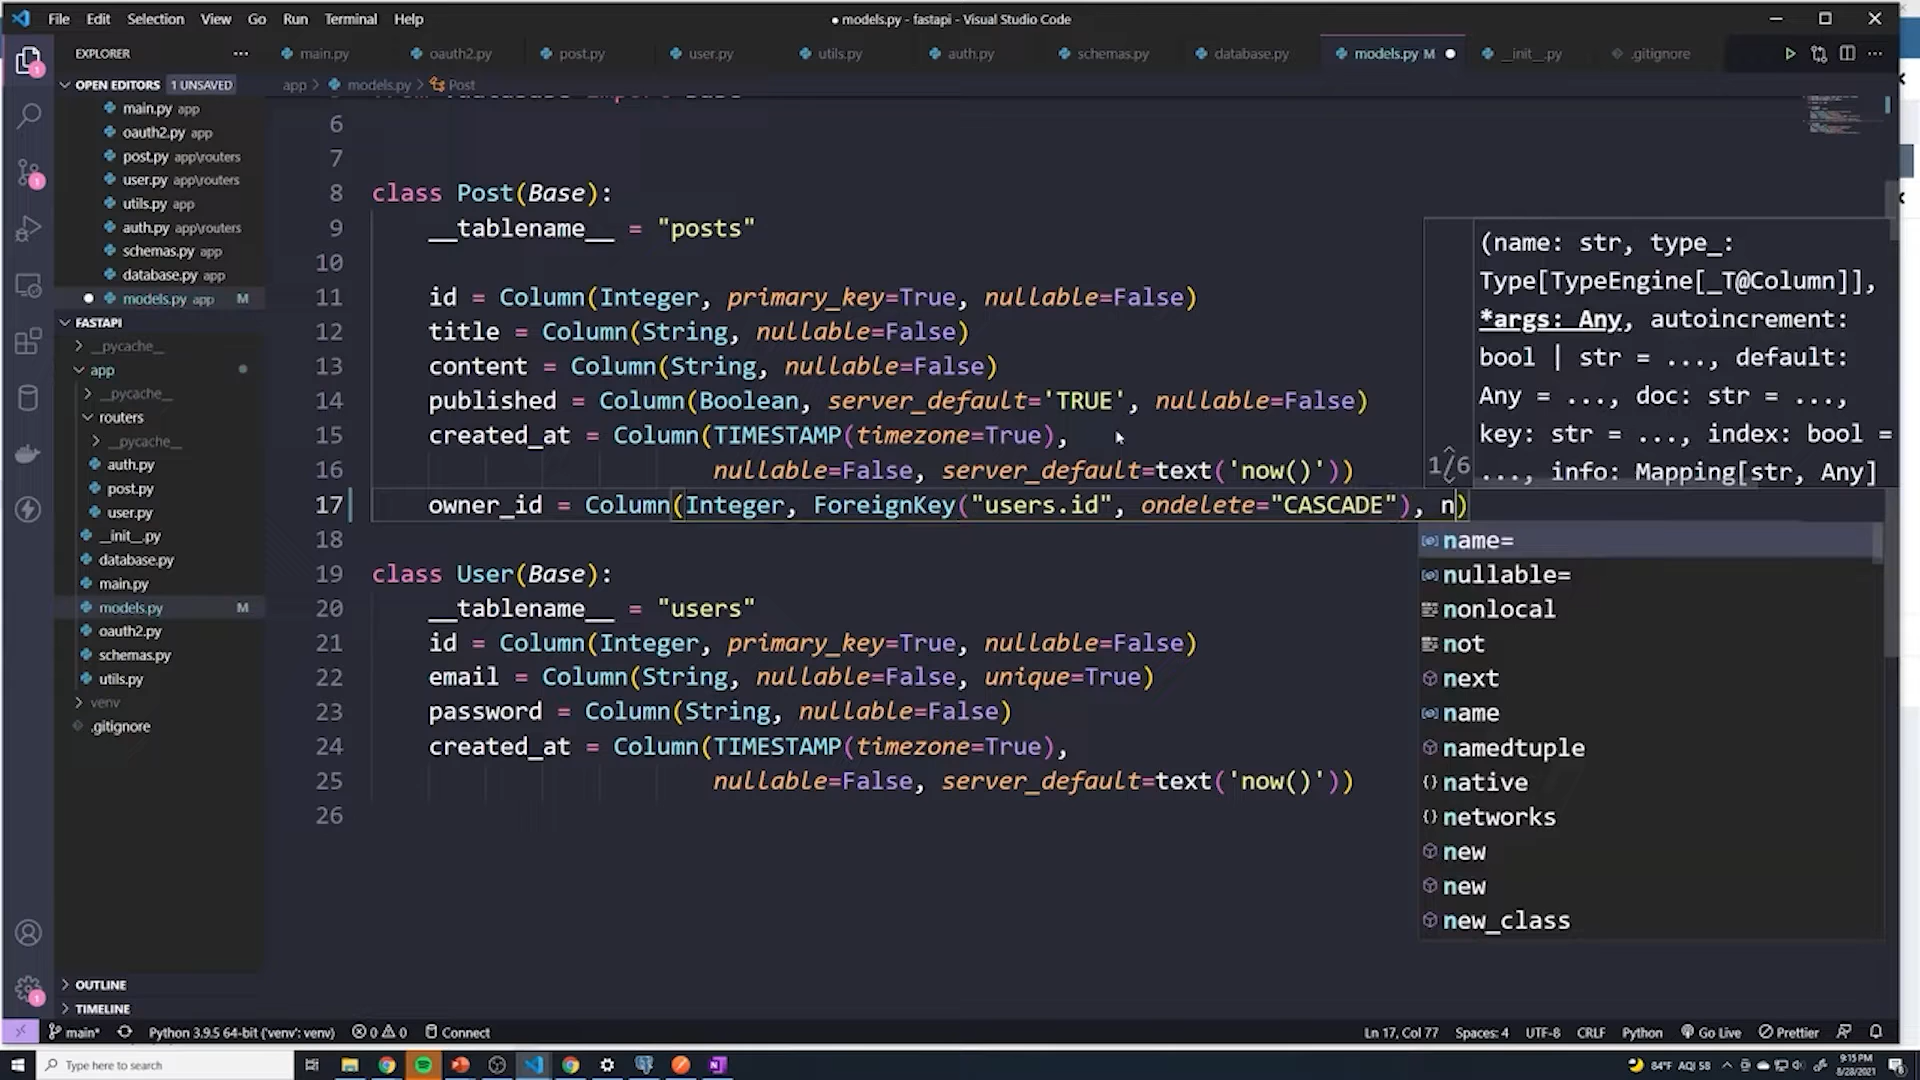 File Edit Selection View Go Run Terminal Help
● models.py - fastapi - Visual Studio Code
EXPLORER
main.py oauth2.py post.py user.py utils.py auth.py schemas.py database.py models.py M __init__.py .gitignore
OPEN EDITORS 1 UNSAVED
app > models.py > Post
main.py app
oauth2.py app
post.py app\routers
user.py app\routers
utils.py app
auth.py app\routers
schemas.py app
database.py app
models.py app M
FASTAPI
__pycache__
app
__pycache__
routers
__pycache__
auth.py
post.py
user.py
__init__.py
database.py
main.py
models.py M
oauth2.py
schemas.py
utils.py
venv
.gitignore
OUTLINE
TIMELINE
6
7
8 class Post(Base):
9 __tablename__ = "posts"
10
11 id = Column(Integer, primary_key=True, nullable=False)
12 title = Column(String, nullable=False)
13 content = Column(String, nullable=False)
14 published = Column(Boolean, server_default='TRUE', nullable=False)
15 created_at = Column(TIMESTAMP(timezone=True),
16 nullable=False, server_default=text('now()'))
17 owner_id = Column(Integer, ForeignKey("users.id", ondelete="CASCADE"), n)
18
19 class User(Base):
20 __tablename__ = "users"
21 id = Column(Integer, primary_key=True, nullable=False)
22 email = Column(String, nullable=False, unique=True)
23 password = Column(String, nullable=False)
24 created_at = Column(TIMESTAMP(timezone=True),
25 nullable=False, server_default=text('now()'))
26
(name: str, type_:
Type[TypeEngine[_T@Column]],
*args: Any, autoincrement:
bool | str = ..., default:
Any = ..., doc: str = ...,
key: str = ..., index: bool =
1/6 ..., info: Mapping[str, Any]
name=
nullable=
nonlocal
not
next
name
namedtuple
native
networks
new
new
new_class
main* Python 3.9.5 64-bit ('venv': venv) 0 0 Connect
Ln 17, Col 77 Spaces: 4 UTF-8 CRLF Python Go Live Prettier
Type here to search
84°F AQI 58
9:15 PM
8/28/2021